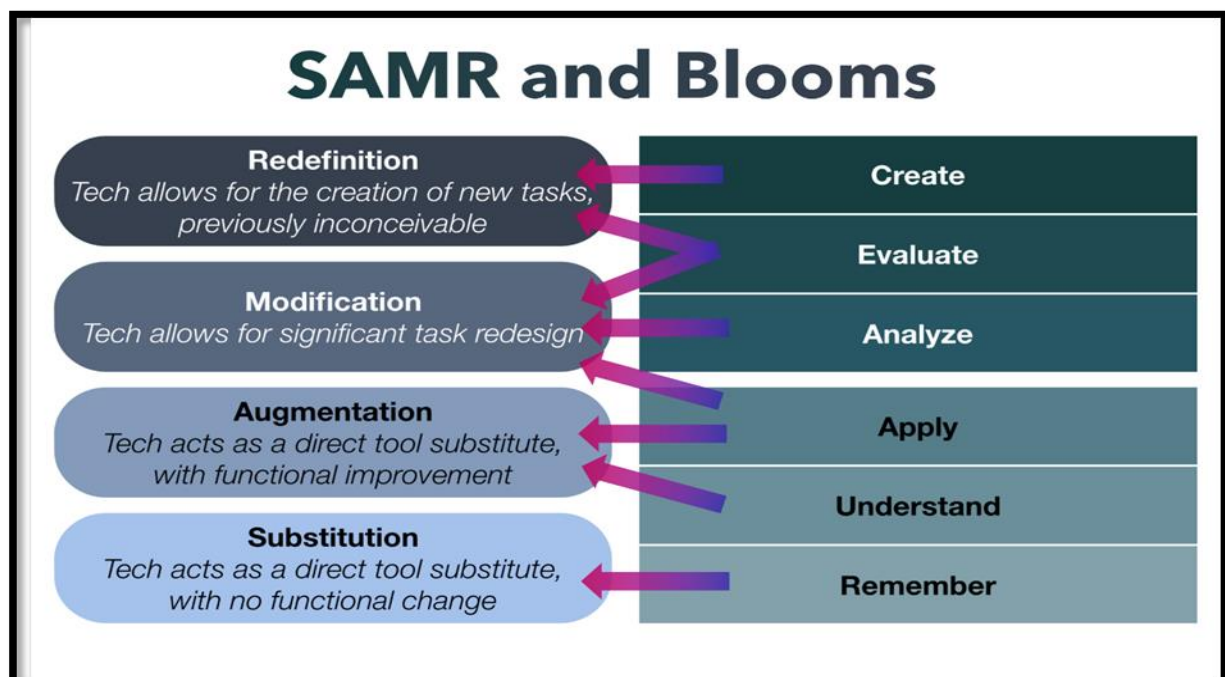 SAMR and Blooms
Redefinition
Tech allows for the creation of new tasks,
previously inconceivable
Modification
Tech allows for significant task redesign
Augmentation
Tech acts as a direct tool substitute,
with functional improvement
Substitution
Tech acts as a direct tool substitute,
with no functional change
Create
Evaluate
Analyze
Apply
Understand
Remember